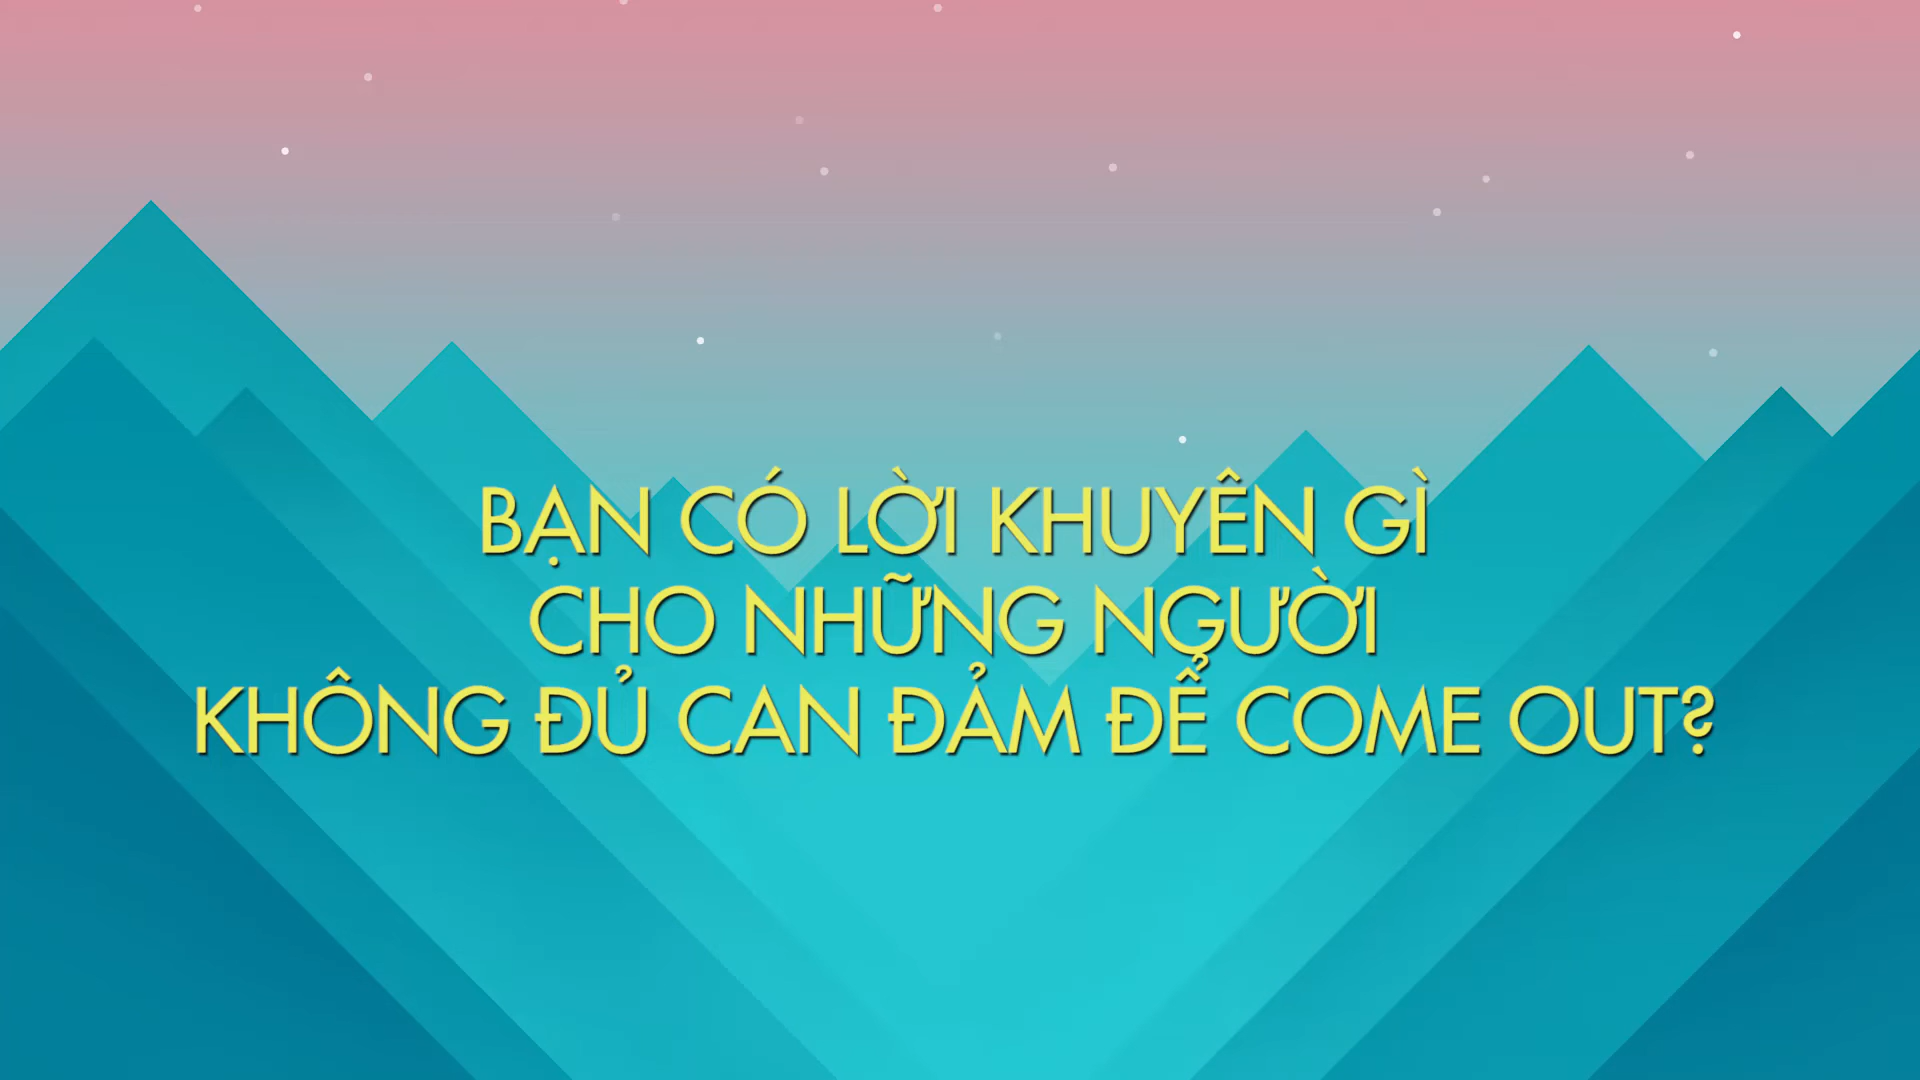 BẠN CÓ LỜI KHUYÊN GÌ
CHO NHỮNG NGƯỜI
KHÔNG ĐỦ CAN ĐẢM ĐỂ COME OUT?